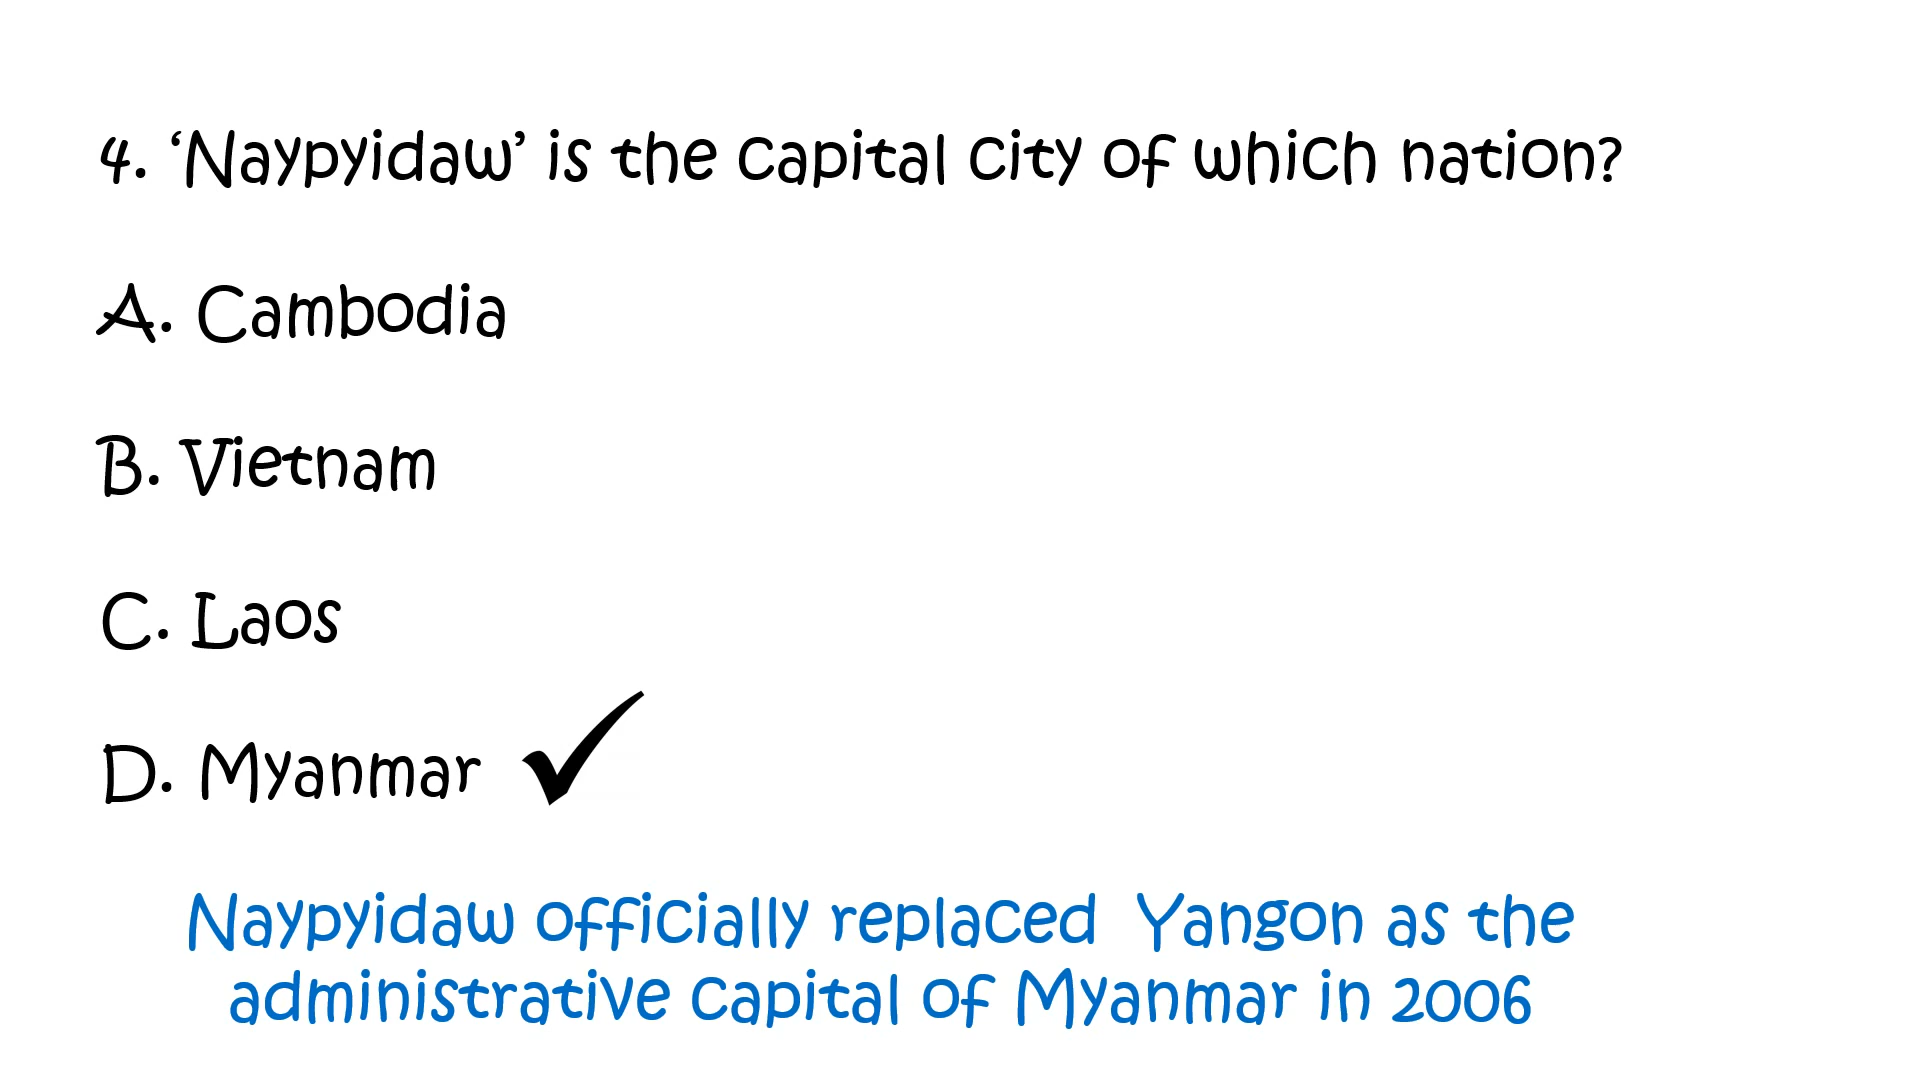 4. ‘Naypyidaw’ is the capital city of which nation?
A. Cambodia
B. Vietnam
C. Laos
D. Myanmar
Naypyidaw officially replaced Yangon as the
administrative capital of Myanmar in 2006